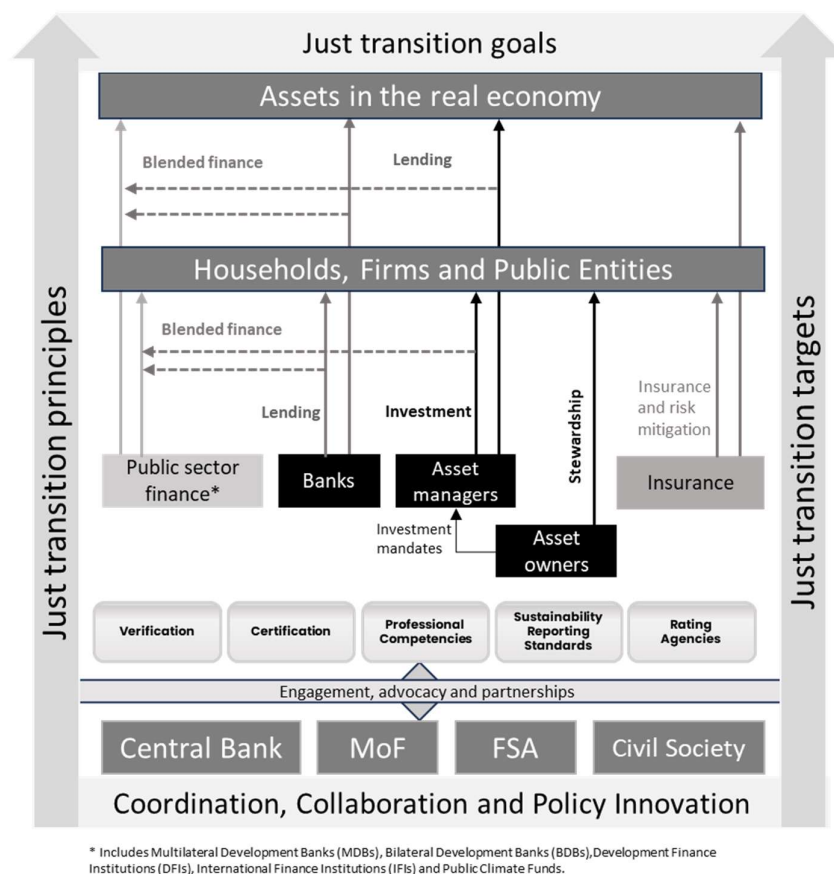 Just transition goals
Assets in the real economy
Blended finance
Lending
Households, Firms and Public Entities
Blended finance
Lending
Investment
Stewardship
Insurance
and risk
mitigation
Public sector
finance*
Banks
Asset
managers
Insurance
Investment
mandates
Asset
owners
Just transition principles
Just transition targets
Verification
Certification
Professional
Competencies
Sustainability
Reporting
Standards
Rating
Agencies
Engagement, advocacy and partnerships
Central Bank
MoF
FSA
Civil Society
Coordination, Collaboration and Policy Innovation
* Includes Multilateral Development Banks (MDBs), Bilateral Development Banks (BDBs),Development Finance
Institutions (DFIs), International Finance Institutions (IFIs) and Public Climate Funds.